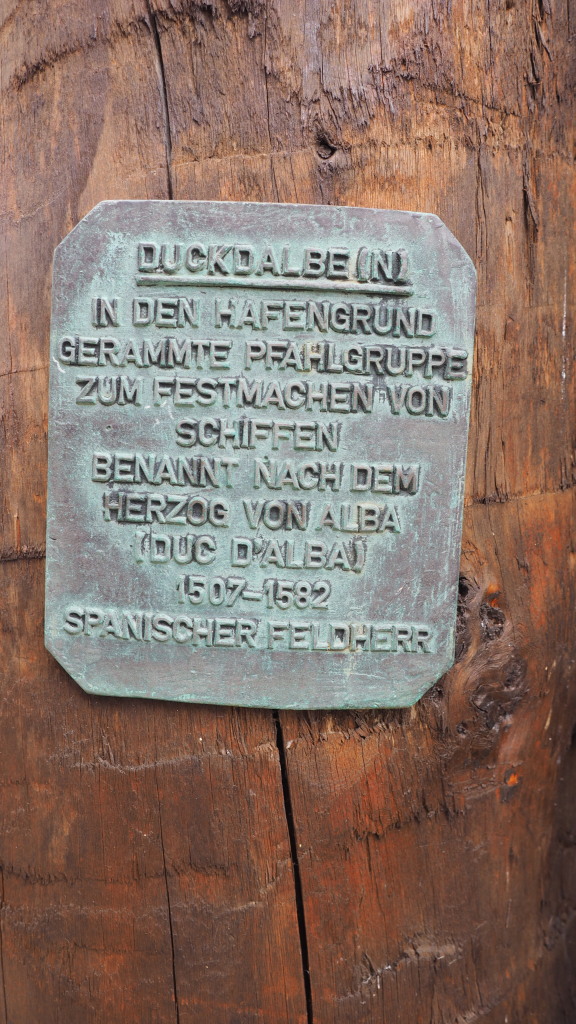 DUCKDALBE(N)
IN DEN HAFENGRUND
GERAMMTE PFAHLGRUPPE
ZUM FESTMACHEN VON
SCHIFFEN
BENANNT NACH DEM
HERZOG VON ALBA
(DUC D'ALBA)
1507-1582
SPANISCHER FELDHERR